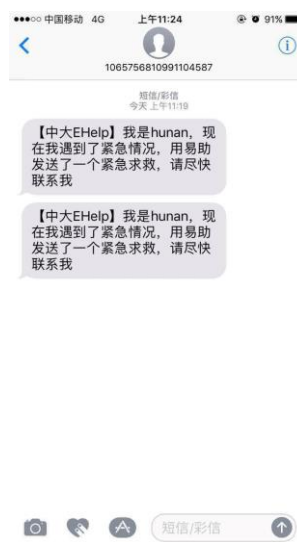 中国移动 4G 上午11:24 91%
1065756810991104587
短信/彩信
今天 上午11:19
【中大EHelp】我是hunan，现
在我遇到了紧急情况，用易助
发送了一个紧急求救，请尽快
联系我
【中大EHelp】我是hunan，现
在我遇到了紧急情况，用易助
发送了一个紧急求救，请尽快
联系我
短信/彩信